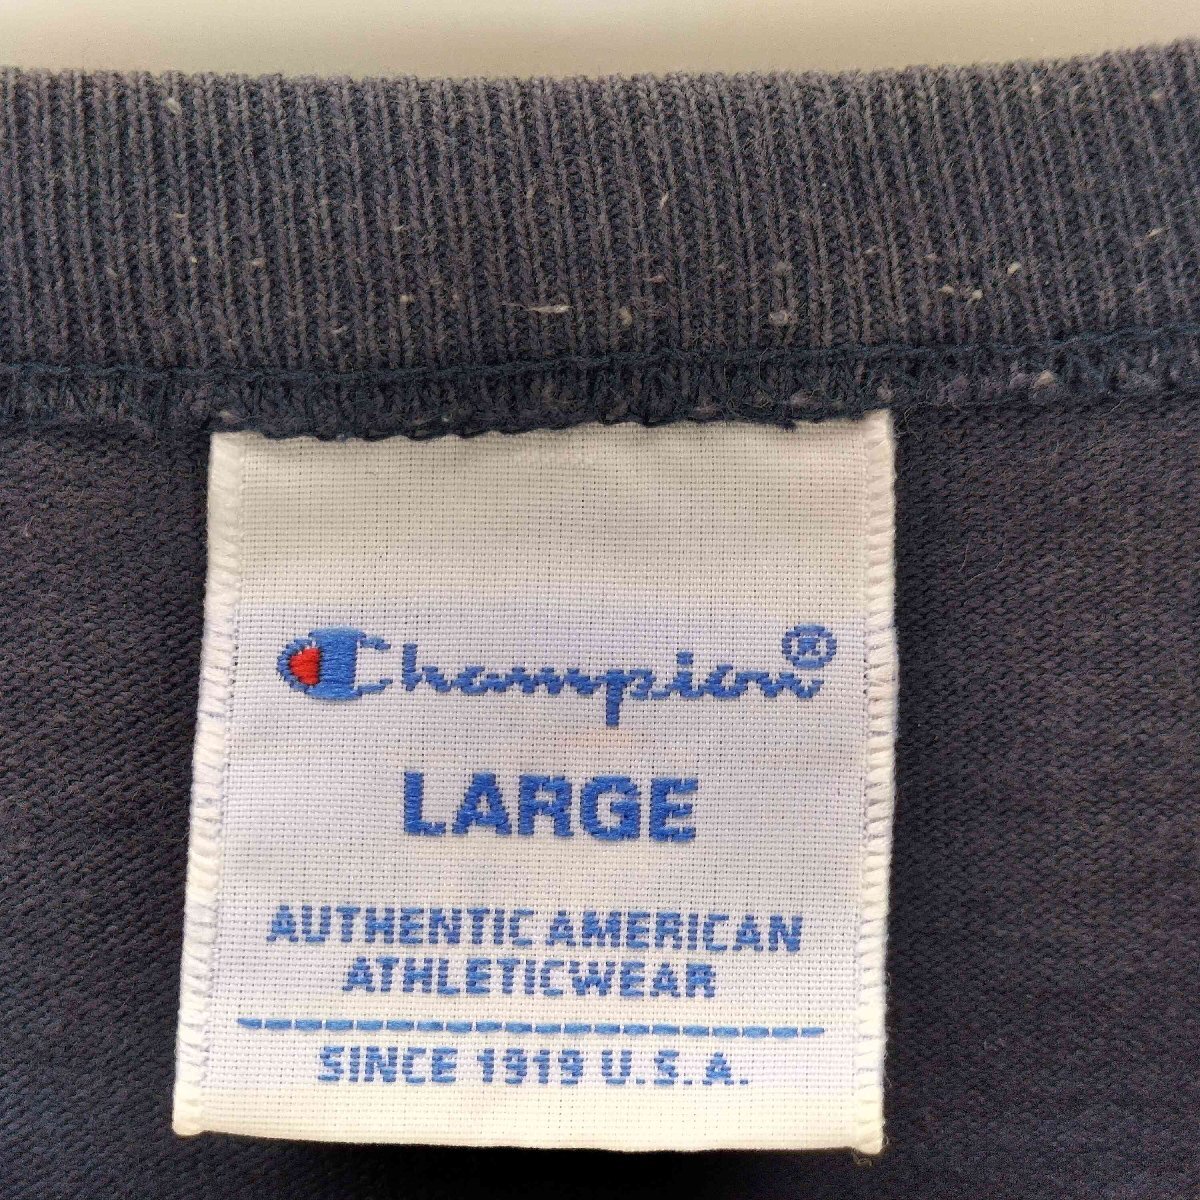 Champion®
LARGE
AUTHENTIC AMERICAN
ATHLETICWEAR
SINCE 1919 U.S.A.